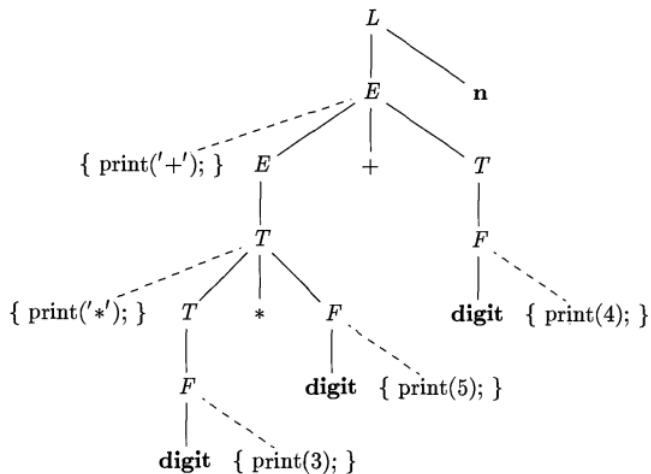 L
E n
{ print('+'); } E + T
T F
{ print('*'); } T * F digit { print(4); }
F digit { print(5); }
digit { print(3); }